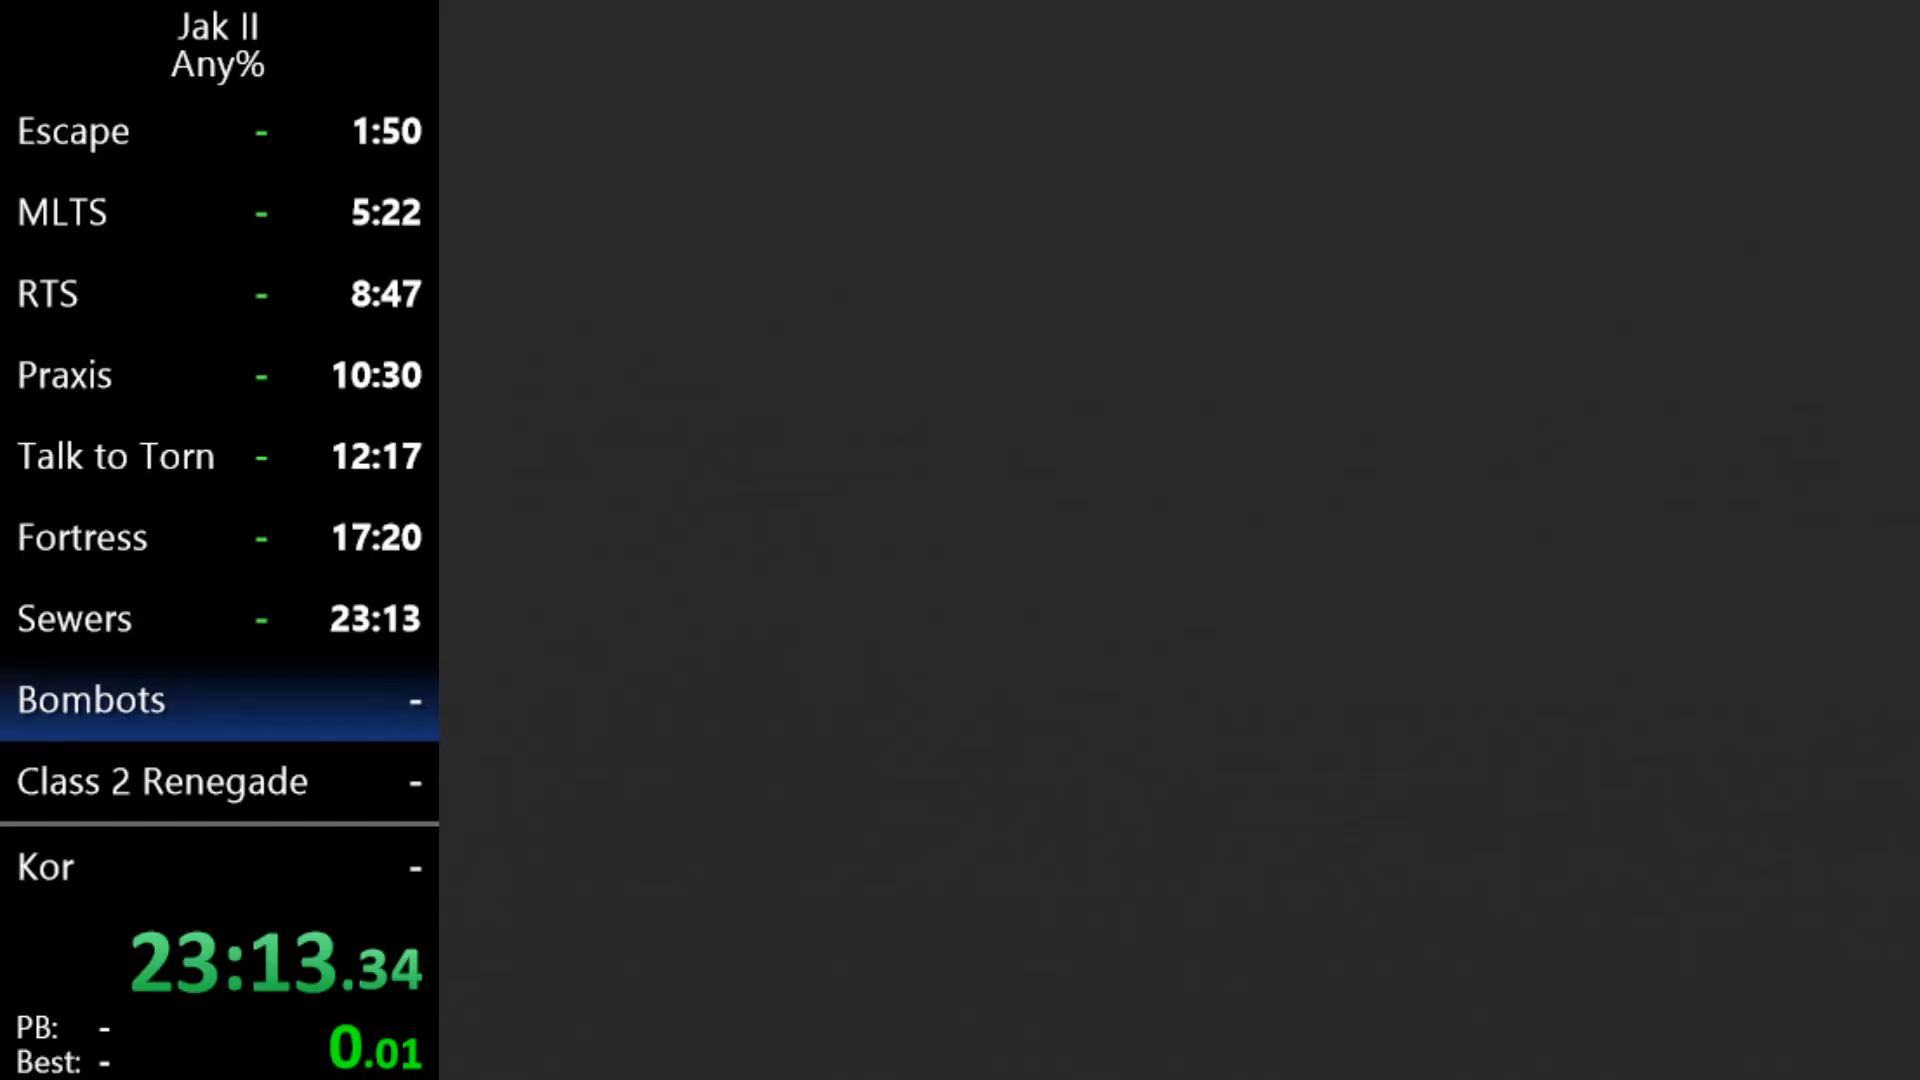 Jak II
Any%
Escape - 1:50
MLTS - 5:22
RTS - 8:47
Praxis - 10:30
Talk to Torn - 12:17
Fortress - 17:20
Sewers - 23:13
Bombots -
Class 2 Renegade -
Kor -
23:13.34
PB: -
Best: -
0.01